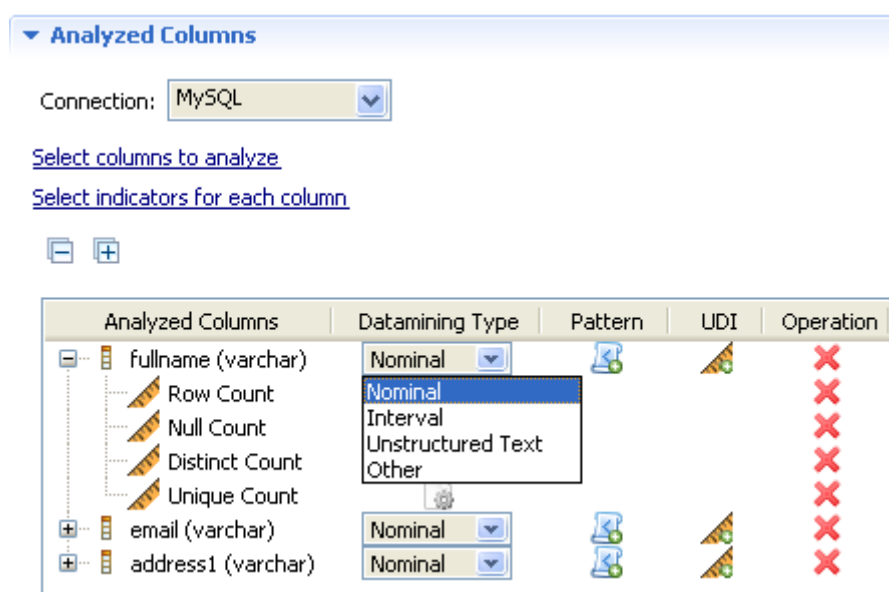 Analyzed Columns
Connection: MySQL
Select columns to analyze
Select indicators for each column
Analyzed Columns Datamining Type Pattern UDI Operation
fullname (varchar) Nominal
Row Count Nominal
Null Count Interval
Unstructured Text
Distinct Count Other
Unique Count
email (varchar) Nominal
address1 (varchar) Nominal